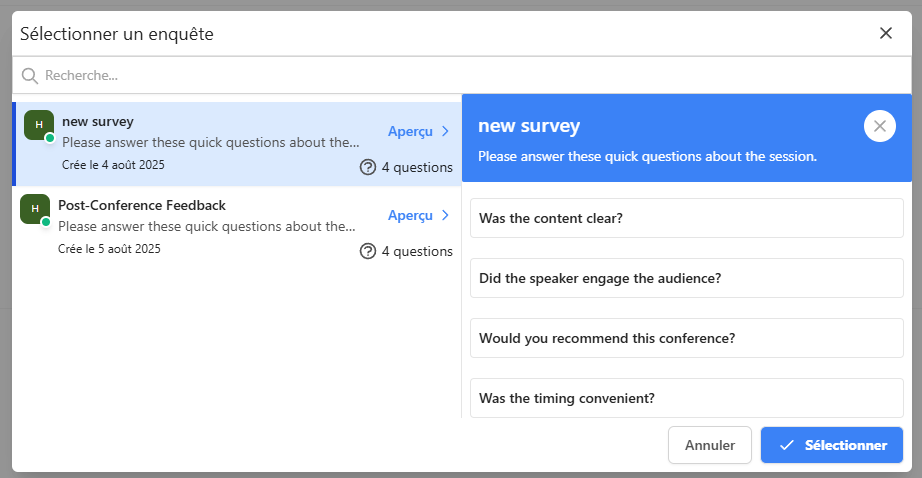 Sélectionner un enquête
Recherche...
H
new survey
Please answer these quick questions about the...
Crée le 4 août 2025
Aperçu
4 questions
H
Post-Conference Feedback
Please answer these quick questions about the...
Crée le 5 août 2025
Aperçu
4 questions
new survey
Please answer these quick questions about the session.
Was the content clear?
Did the speaker engage the audience?
Would you recommend this conference?
Was the timing convenient?
Annuler
Sélectionner